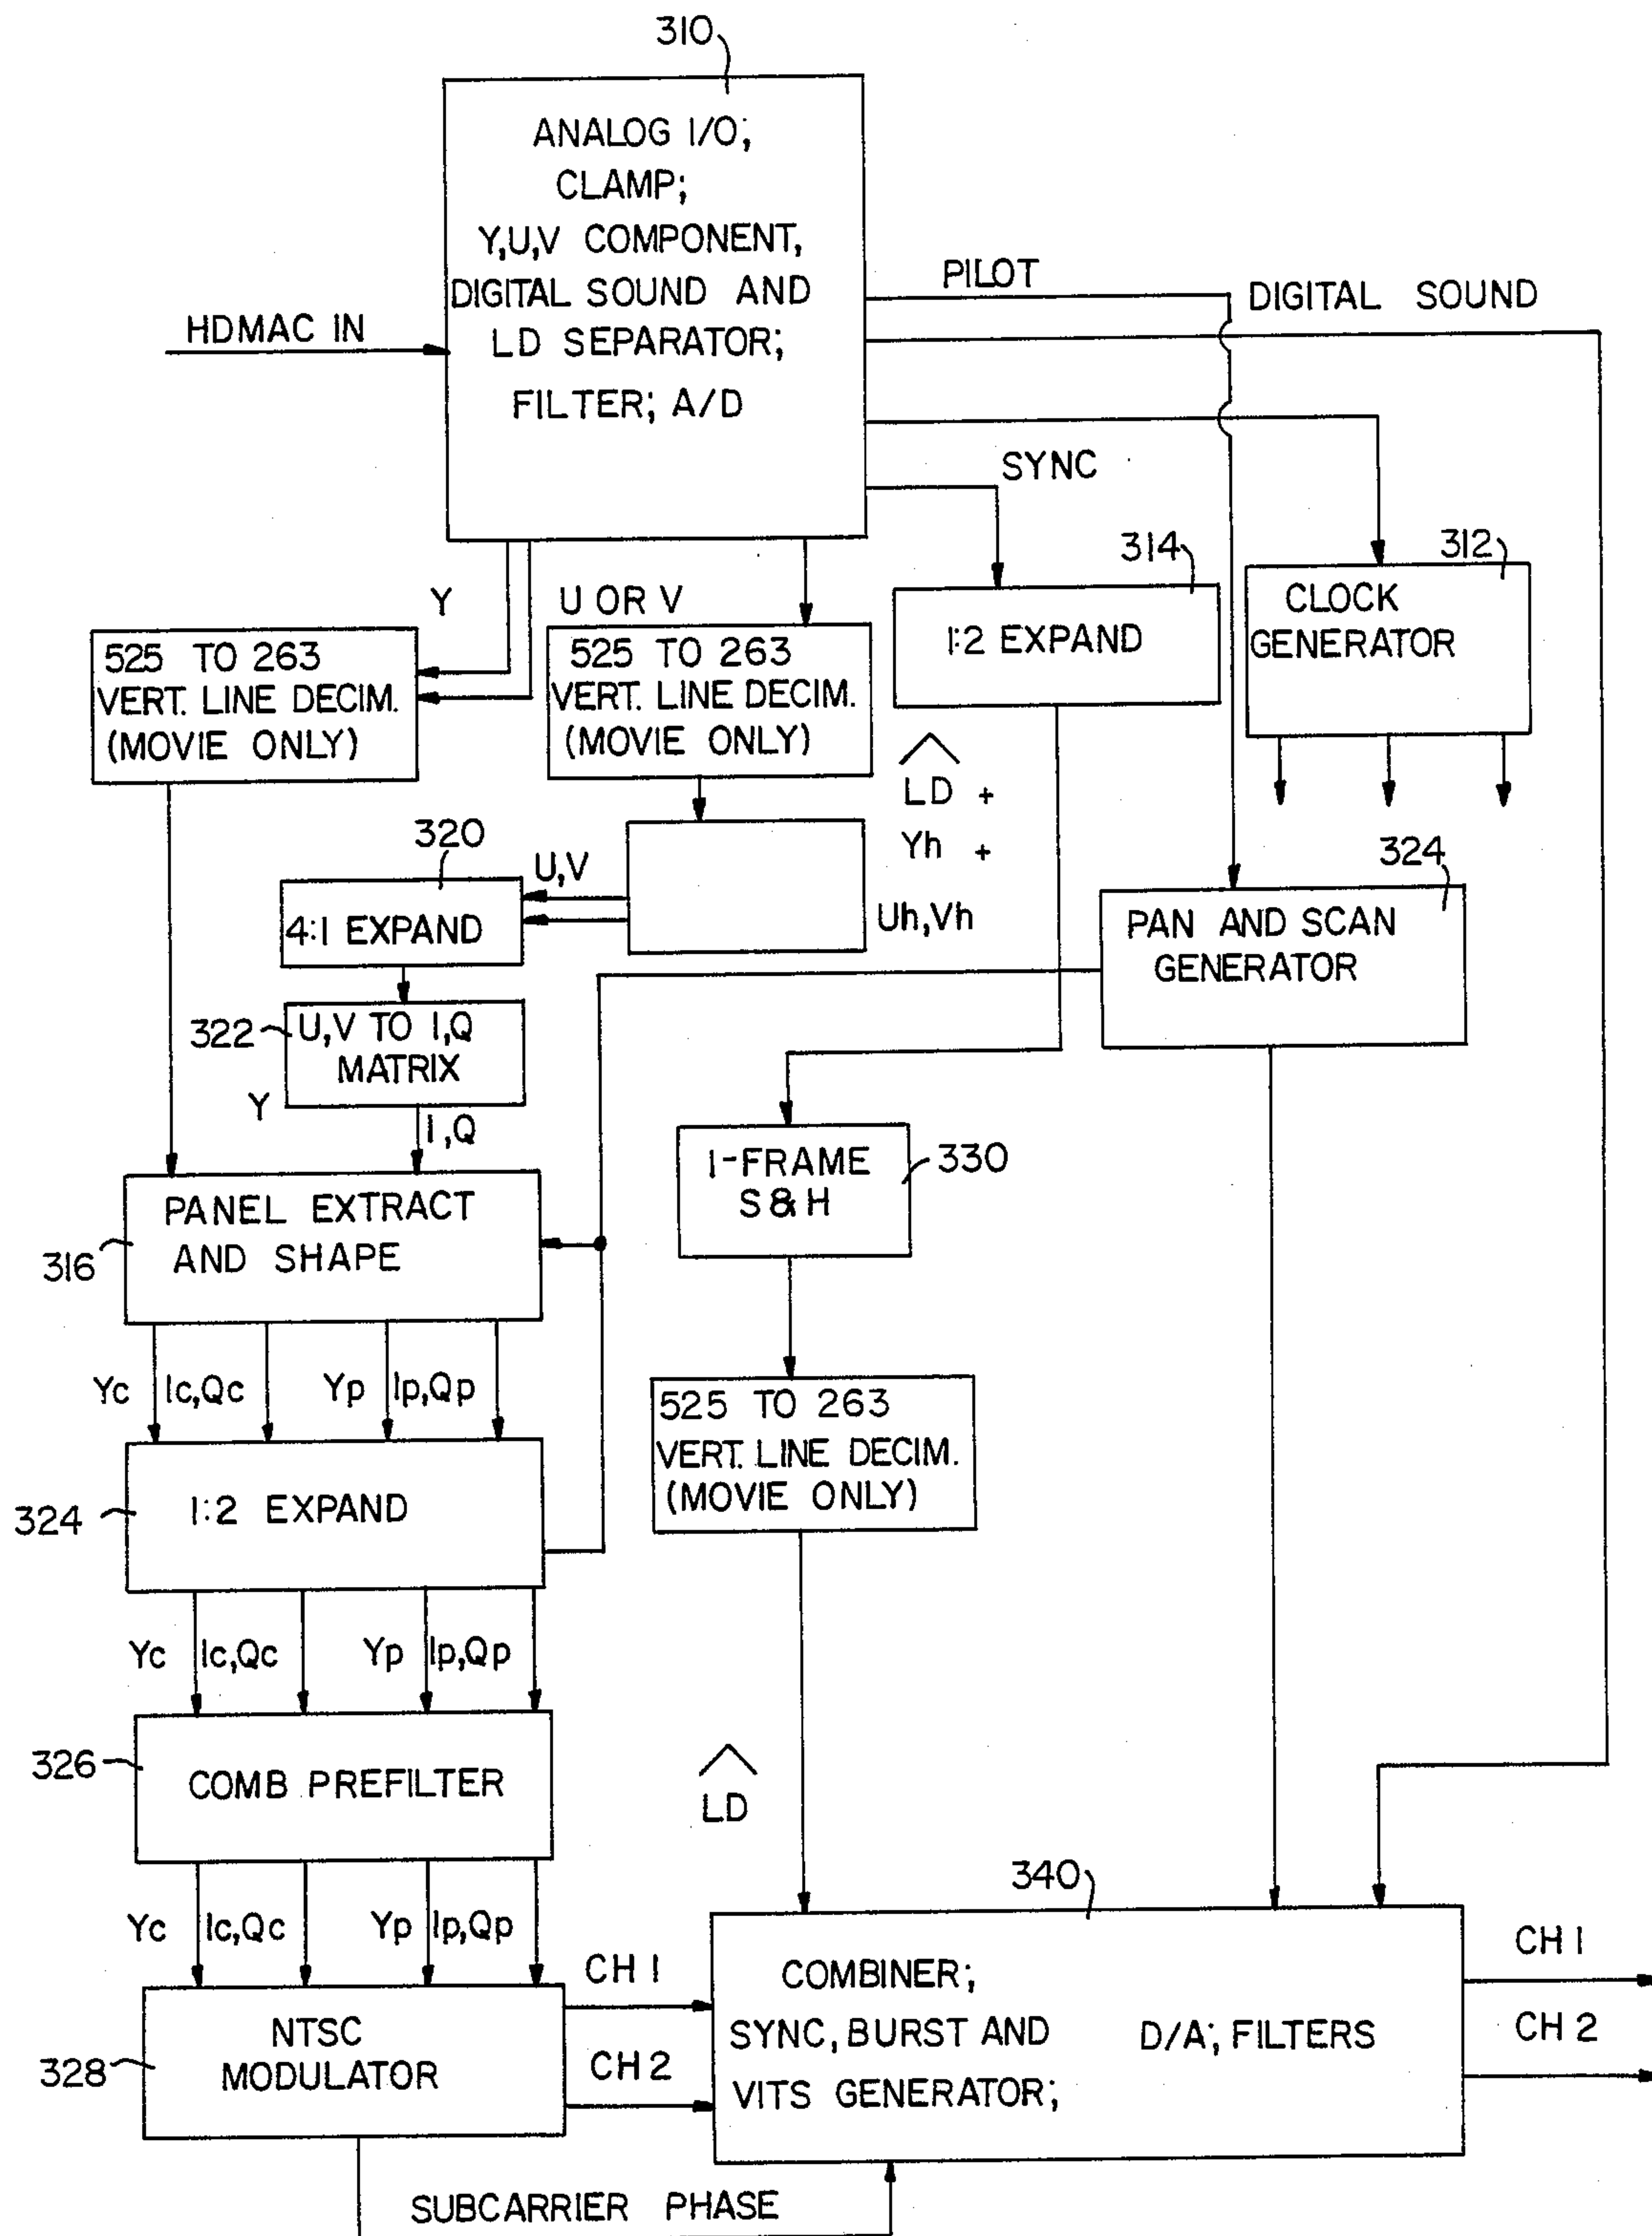 310
ANALOG I/O;
CLAMP;
Y,U,V COMPONENT,
DIGITAL SOUND AND
LD SEPARATOR;
FILTER; A/D
HDMAC IN
PILOT
DIGITAL SOUND
SYNC
314
312
Y
U OR V
525 TO 263
VERT. LINE DECIM.
(MOVIE ONLY)
525 TO 263
VERT. LINE DECIM.
(MOVIE ONLY)
1:2 EXPAND
CLOCK
GENERATOR
LD +
Yh +
Uh,Vh
320
U,V
4:1 EXPAND
324
PAN AND SCAN
GENERATOR
322
U,V TO I,Q
MATRIX
Y
I,Q
1-FRAME
S & H
330
316
PANEL EXTRACT
AND SHAPE
Yc
Ic,Qc
Yp
Ip,Qp
525 TO 263
VERT. LINE DECIM.
(MOVIE ONLY)
324
1:2 EXPAND
Yc
Ic,Qc
Yp
Ip,Qp
326
COMB PREFILTER
LD
340
Yc
Ic,Qc
Yp
Ip,Qp
CH 1
CH 2
328
NTSC
MODULATOR
COMBINER;
SYNC, BURST AND
VITS GENERATOR;
D/A; FILTERS
CH 1
CH 2
SUBCARRIER PHASE